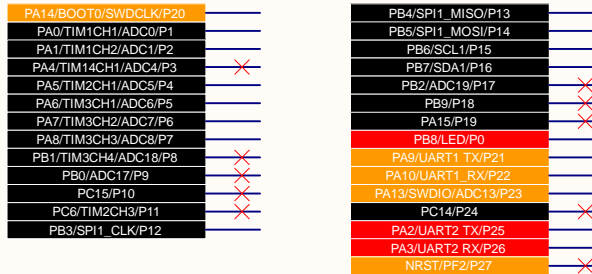 PA14/BOOT0/SWDCLK/P20
PA0/TIM1CH1/ADC0/P1
PA1/TIM1CH2/ADC1/P2
PA4/TIM14CH1/ADC4/P3
PA5/TIM2CH1/ADC5/P4
PA6/TIM3CH1/ADC6/P5
PA7/TIM3CH2/ADC7/P6
PA8/TIM3CH3/ADC8/P7
PB1/TIM3CH4/ADC18/P8
PB0/ADC17/P9
PC15/P10
PC6/TIM2CH3/P11
PB3/SPI1_CLK/P12
PB4/SPI1_MISO/P13
PB5/SPI1_MOSI/P14
PB6/SCL1/P15
PB7/SDA1/P16
PB2/ADC19/P17
PB9/P18
PA15/P19
PB8/LED/P0
PA9/UART1 TX/P21
PA10/UART1_RX/P22
PA13/SWDIO/ADC13/P23
PC14/P24
PA2/UART2 TX/P25
PA3/UART2 RX/P26
NRST/PF2/P27